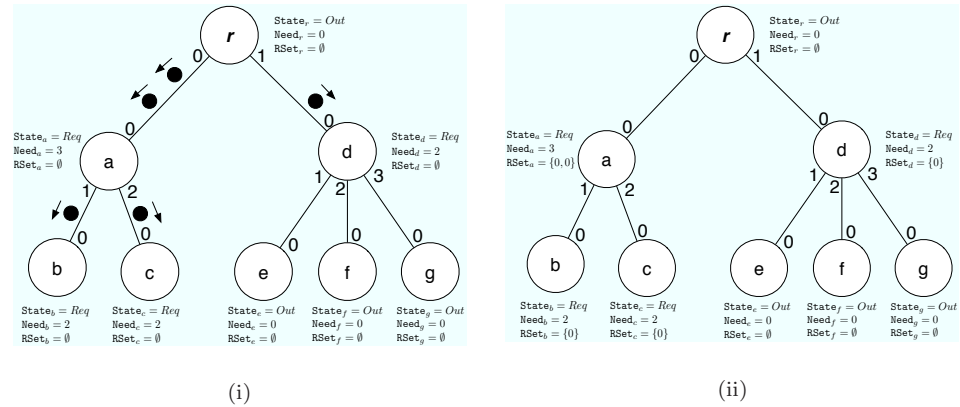 r
State_r = Out
Need_r = 0
RSet_r = ∅
0
1
0
0
State_a = Req
Need_a = 3
RSet_a = ∅
a
d
State_d = Req
Need_d = 2
RSet_d = ∅
1
2
1
2
3
0
0
0
0
0
b
c
e
f
g
State_b = Req
Need_b = 2
RSet_b = ∅
State_c = Req
Need_c = 2
RSet_c = ∅
State_e = Out
Need_e = 0
RSet_e = ∅
State_f = Out
Need_f = 0
RSet_f = ∅
State_g = Out
Need_g = 0
RSet_g = ∅
(i)
r
State_r = Out
Need_r = 0
RSet_r = ∅
0
1
0
0
State_a = Req
Need_a = 3
RSet_a = {0, 0}
a
d
State_d = Req
Need_d = 2
RSet_d = {0}
1
2
1
2
3
0
0
0
0
0
b
c
e
f
g
State_b = Req
Need_b = 2
RSet_b = {0}
State_c = Req
Need_c = 2
RSet_c = {0}
State_e = Out
Need_e = 0
RSet_e = ∅
State_f = Out
Need_f = 0
RSet_f = ∅
State_g = Out
Need_g = 0
RSet_g = ∅
(ii)